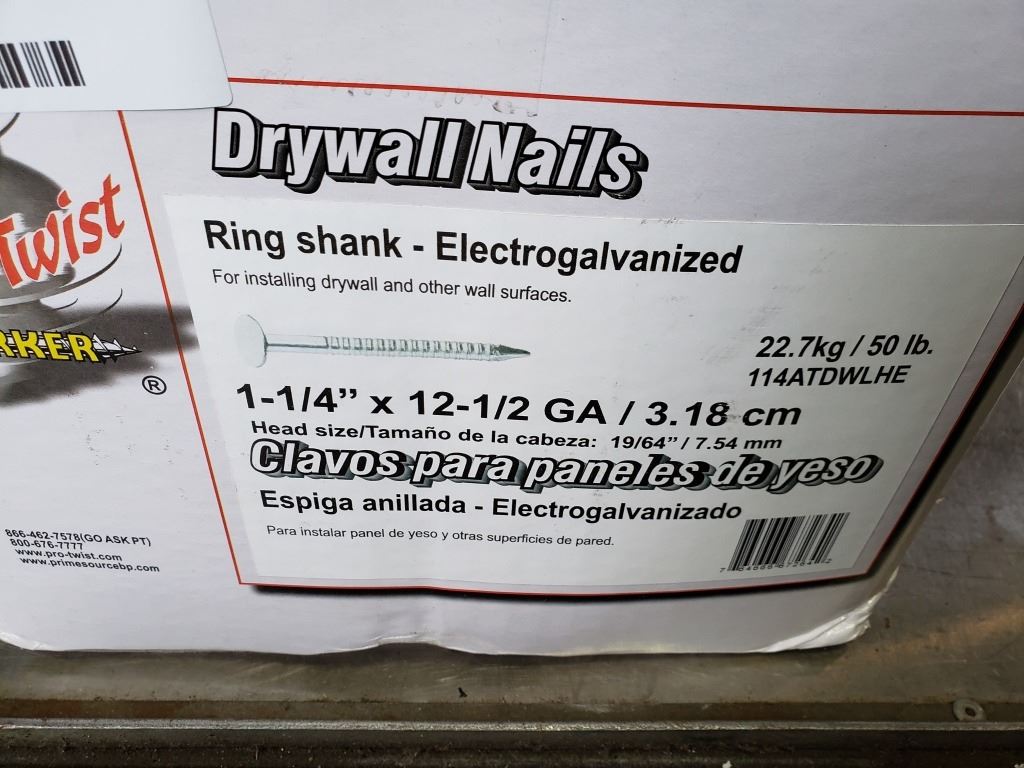 Drywall Nails
Twist
Ring shank - Electrogalvanized
For installing drywall and other wall surfaces.
®
22.7kg / 50 lb.
114ATDWLHE
1-1/4” x 12-1/2 GA / 3.18 cm
Head size/Tamaño de la cabeza: 19/64” / 7.54 mm
Clavos para paneles de yeso
Espiga anillada - Electrogalvanizado
Para instalar panel de yeso y otras superficies de pared.
866-462-7578(GO ASK PT)
800-676-7777
www.pro-twist.com
www.primesourcebp.com